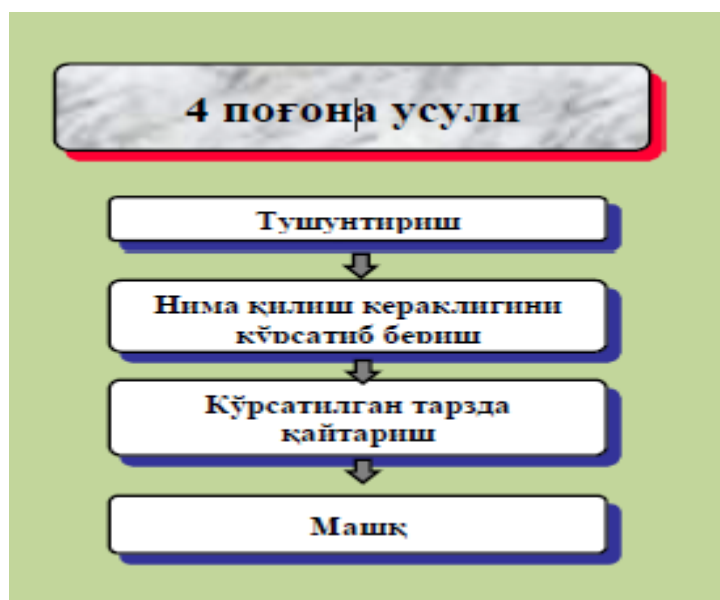 4 поғона усули
Тушунтириш
Нима қилиш кераклигини
кўрсатиб бериш
Кўрсатилган тарзда
қайтариш
Машқ